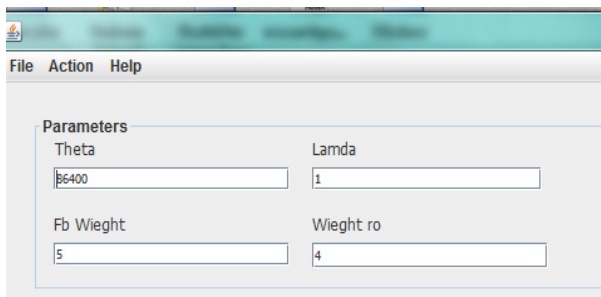 File Action Help
Parameters
Theta Lamda
86400 1
Fb Wieght Wieght ro
5 4